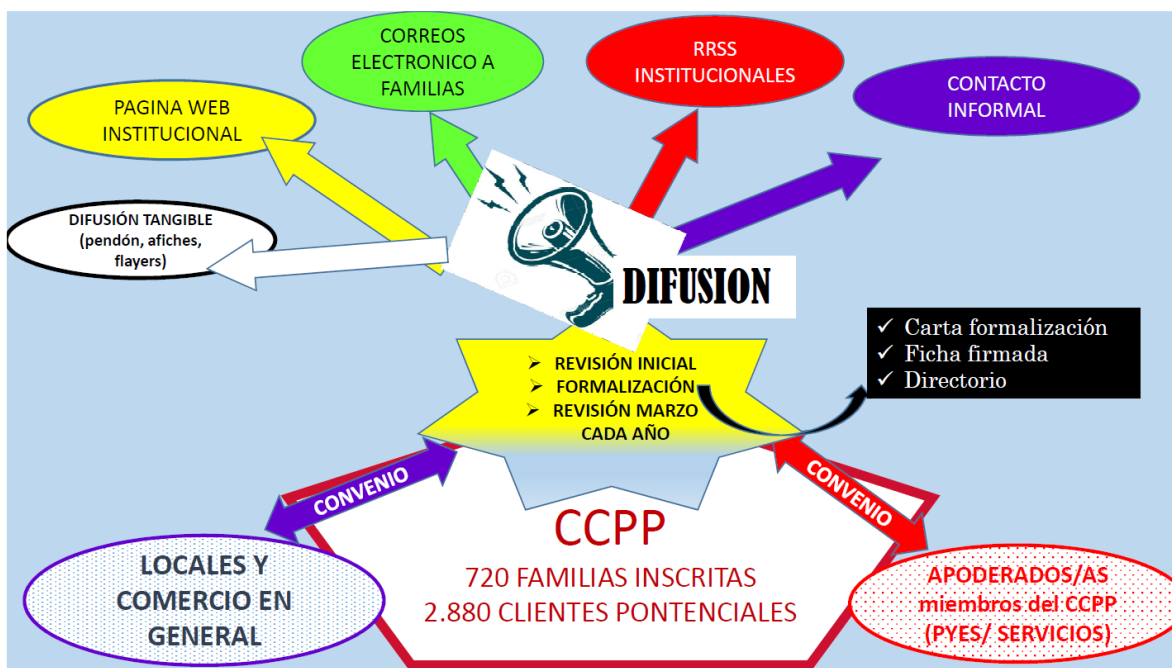 CORREOS
ELECTRONICO A
FAMILIAS
RRSS
INSTITUCIONALES
CONTACTO
INFORMAL
PAGINA WEB
INSTITUCIONAL
DIFUSIÓN TANGIBLE
(pendón, afiches,
flayers)
DIFUSION
✓ Carta formalización
✓ Ficha firmada
✓ Directorio
➢ REVISIÓN INICIAL
➢ FORMALIZACIÓN
➢ REVISIÓN MARZO
CADA AÑO
CONVENIO
CONVENIO
CCPP
720 FAMILIAS INSCRITAS
2.880 CLIENTES PONTENCIALES
LOCALES Y
COMERCIO EN
GENERAL
APODERADOS/AS
miembros del CCPP
(PYES/ SERVICIOS)